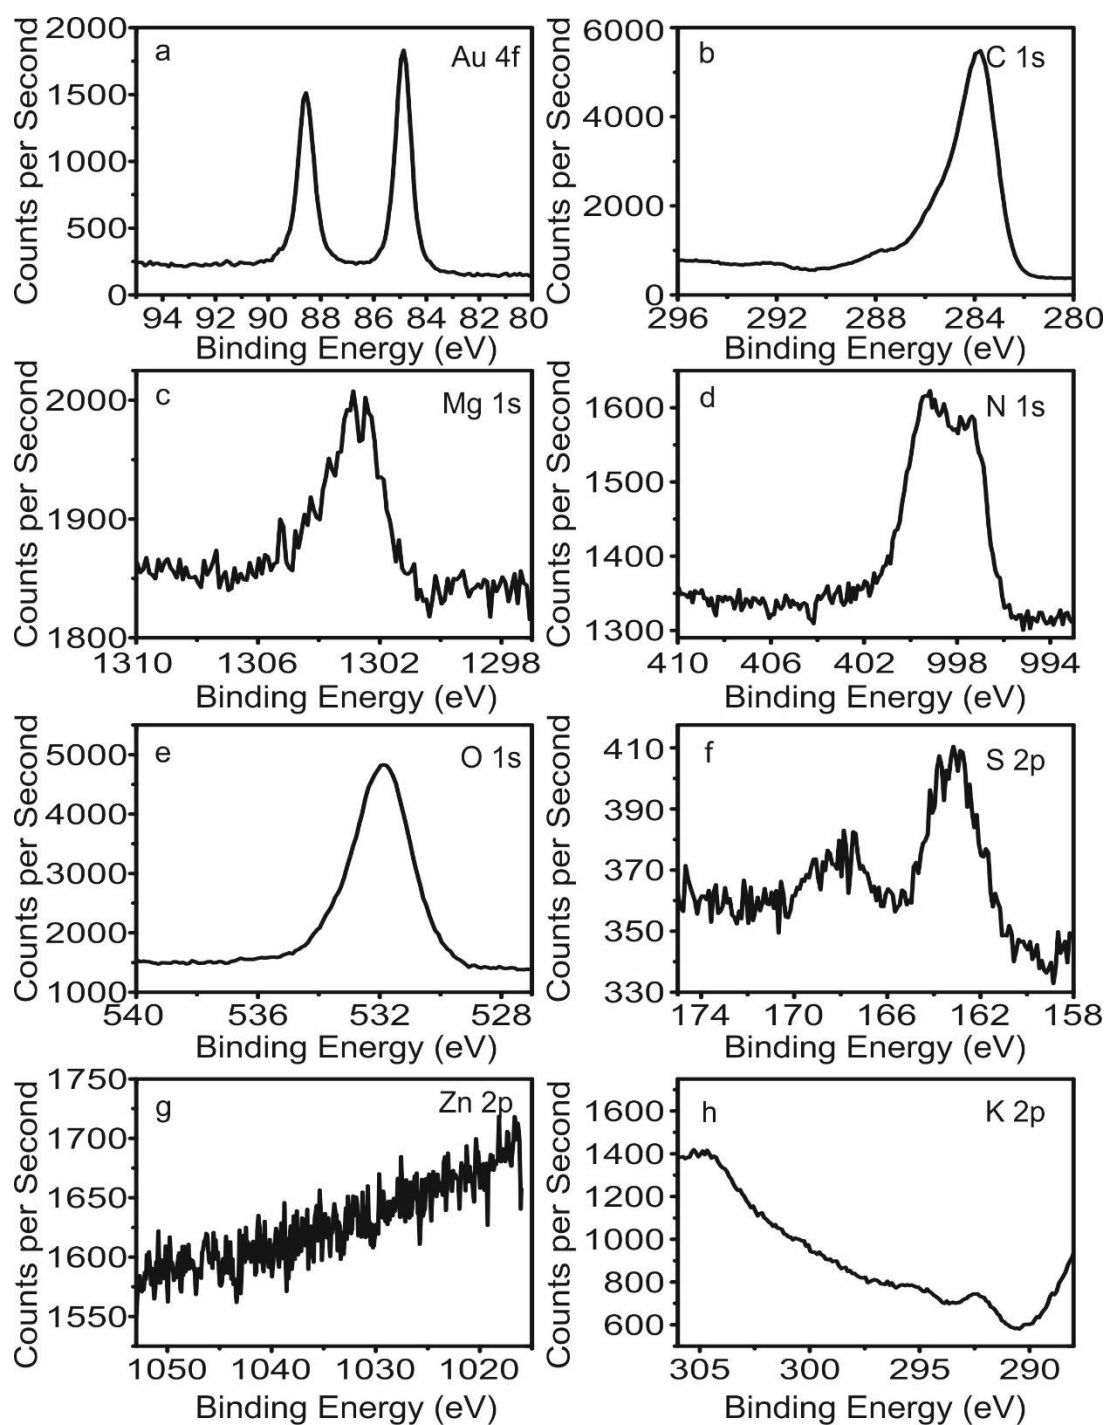 a
Au 4f
Counts per Second
2000
1500
1000
500
0
94 92 90 88 86 84 82 80
Binding Energy (eV)
b
C 1s
Counts per Second
6000
4000
2000
0
296 292 288 284 280
Binding Energy (eV)
c
Mg 1s
Counts per Second
2000
1900
1800
1310 1306 1302 1298
Binding Energy (eV)
d
N 1s
Counts per Second
1600
1500
1400
1300
410 406 402 998 994
Binding Energy (eV)
e
O 1s
Counts per Second
5000
4000
3000
2000
1000
540 536 532 528
Binding Energy (eV)
f
S 2p
Counts per Second
410
390
370
350
330
174 170 166 162 158
Binding Energy (eV)
g
Zn 2p
Counts per Second
1750
1700
1650
1600
1550
1050 1040 1030 1020
Binding Energy (eV)
h
K 2p
Counts per Second
1600
1400
1200
1000
800
600
305 300 295 290
Binding Energy (eV)